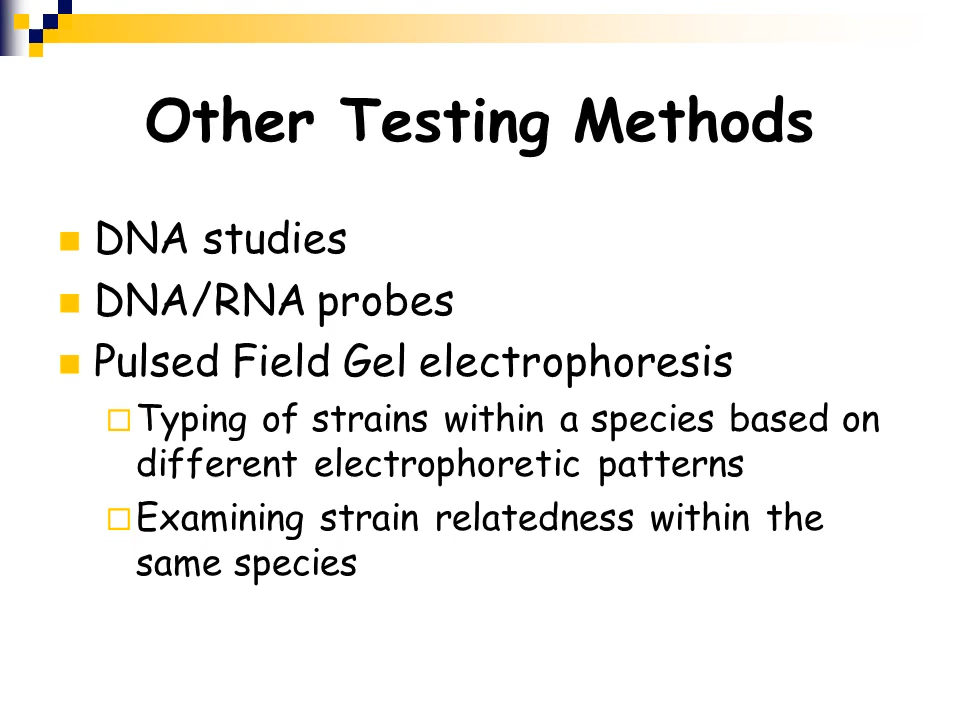 Other Testing Methods
DNA studies
DNA/RNA probes
Pulsed Field Gel electrophoresis
Typing of strains within a species based on
different electrophoretic patterns
Examining strain relatedness within the
same species